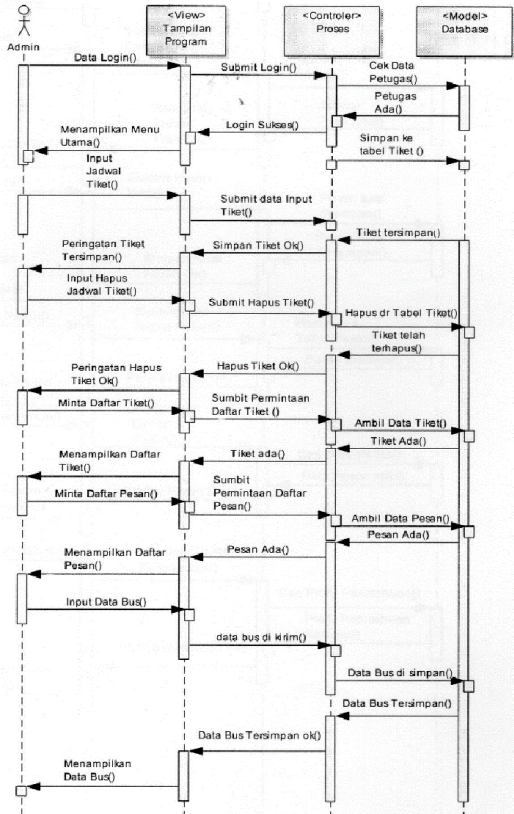 Admin
<View>
Tampilan
Program
<Controler>
Proses
<Model>
Database
Data Login()
Submit Login()
Cek Data
Petugas()
Petugas
Ada()
Login Sukses()
Menampilkan Menu
Utama()
Simpan ke
tabel Tiket ()
Input
Jadwal
Tiket()
Submit data Input
Tiket()
Tiket tersimpan()
Simpan Tiket Ok()
Peringatan Tiket
Tersimpan()
Input Hapus
Jadwal Tiket()
Submit Hapus Tiket()
Hapus dr Tabel Tiket()
Tiket telah
terhapus()
Hapus Tiket Ok()
Peringatan Hapus
Tiket Ok()
Minta Daftar Tiket()
Sumbit Permintaan
Daftar Tiket ()
Ambil Data Tiket()
Tiket Ada()
Tiket ada()
Menampilkan Daftar
Tiket()
Minta Daftar Pesan()
Sumbit
Permintaan Daftar
Pesan()
Ambil Data Pesan()
Pesan Ada()
Pesan Ada()
Menampilkan Daftar
Pesan()
Input Data Bus()
data bus di kirim()
Data Bus di simpan()
Data Bus Tersimpan()
Data Bus Tersimpan ok()
Menampilkan
Data Bus()